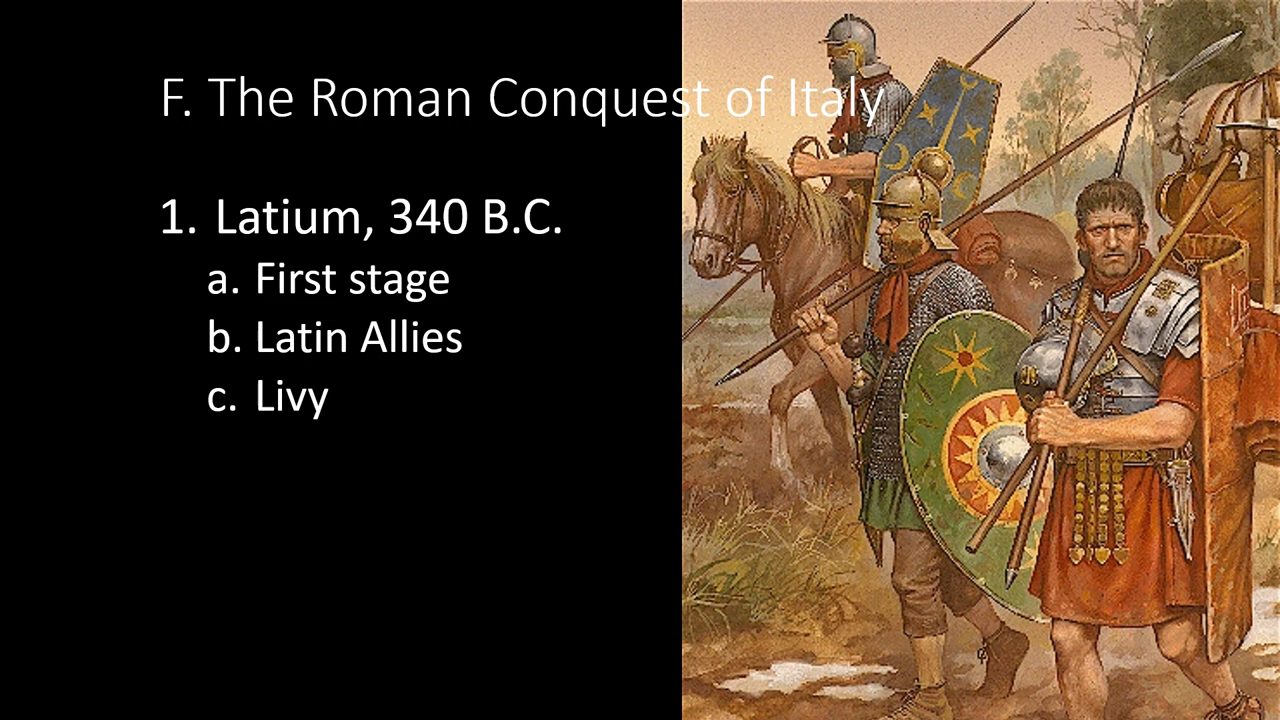 F. The Roman Conquest of Italy
1. Latium, 340 B.C.
a. First stage
b. Latin Allies
c. Livy